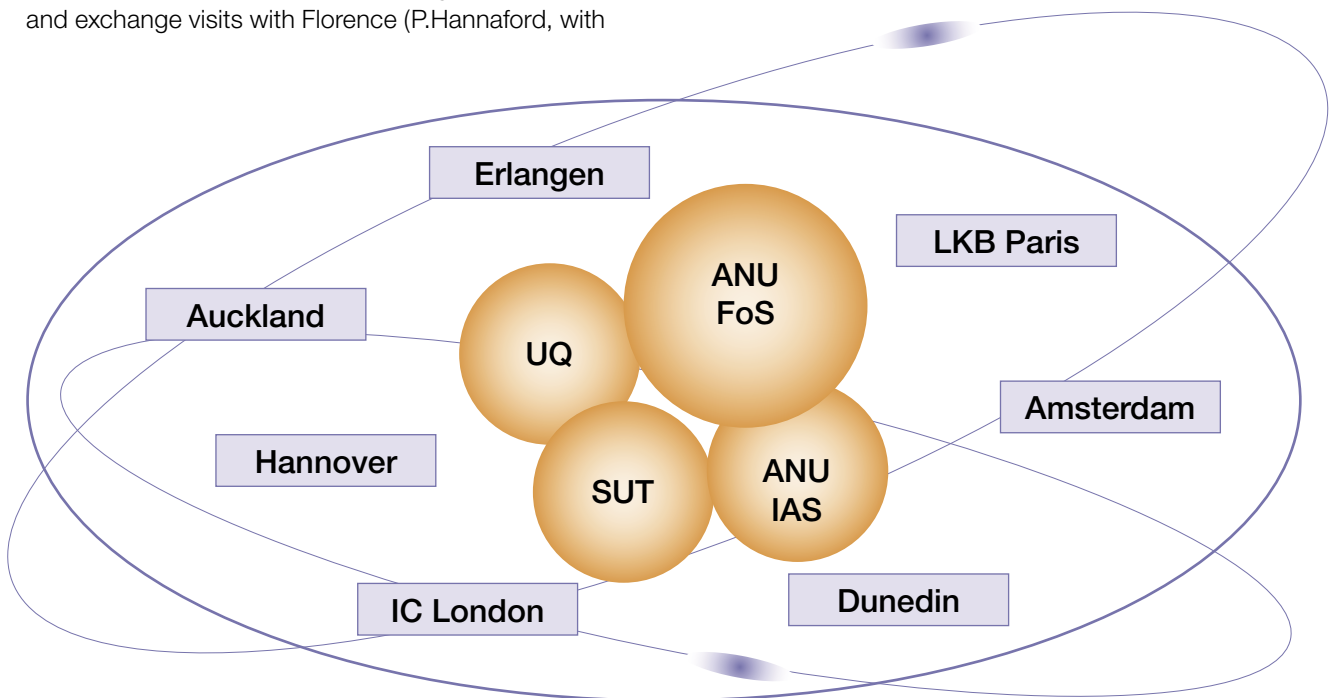 and exchange visits with Florence (P.Hannaford, with
Erlangen
LKB Paris
ANU
FoS
Auckland
UQ
Amsterdam
Hannover
SUT
ANU
IAS
IC London
Dunedin